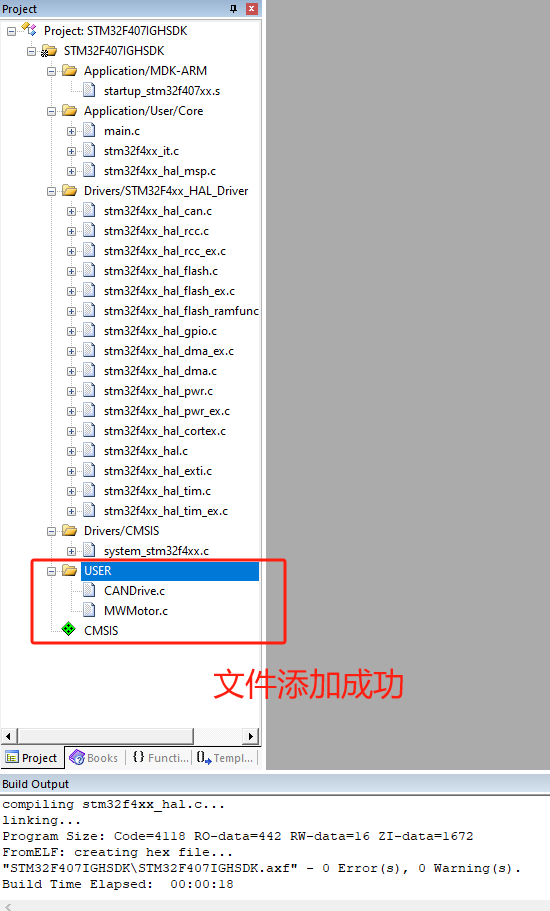 Project
Project: STM32F407IGHSDK
STM32F407IGHSDK
Application/MDK-ARM
startup_stm32f407xx.s
Application/User/Core
main.c
stm32f4xx_it.c
stm32f4xx_hal_msp.c
Drivers/STM32F4xx_HAL_Driver
stm32f4xx_hal_can.c
stm32f4xx_hal_rcc.c
stm32f4xx_hal_rcc_ex.c
stm32f4xx_hal_flash.c
stm32f4xx_hal_flash_ex.c
stm32f4xx_hal_flash_ramfunc
stm32f4xx_hal_gpio.c
stm32f4xx_hal_dma_ex.c
stm32f4xx_hal_dma.c
stm32f4xx_hal_pwr.c
stm32f4xx_hal_pwr_ex.c
stm32f4xx_hal_cortex.c
stm32f4xx_hal.c
stm32f4xx_hal_exti.c
stm32f4xx_hal_tim.c
stm32f4xx_hal_tim_ex.c
Drivers/CMSIS
system_stm32f4xx.c
USER
CANDrive.c
MWMotor.c
CMSIS
文件添加成功
Project Books {} Functi... 0 Templ...
Build Output
compiling stm32f4xx_hal.c...
linking...
Program Size: Code=4118 RO-data=442 RW-data=16 ZI-data=1672
FromELF: creating hex file...
"STM32F407IGHSDK\STM32F407IGHSDK.axf" - 0 Error(s), 0 Warning(s).
Build Time Elapsed:  00:00:18